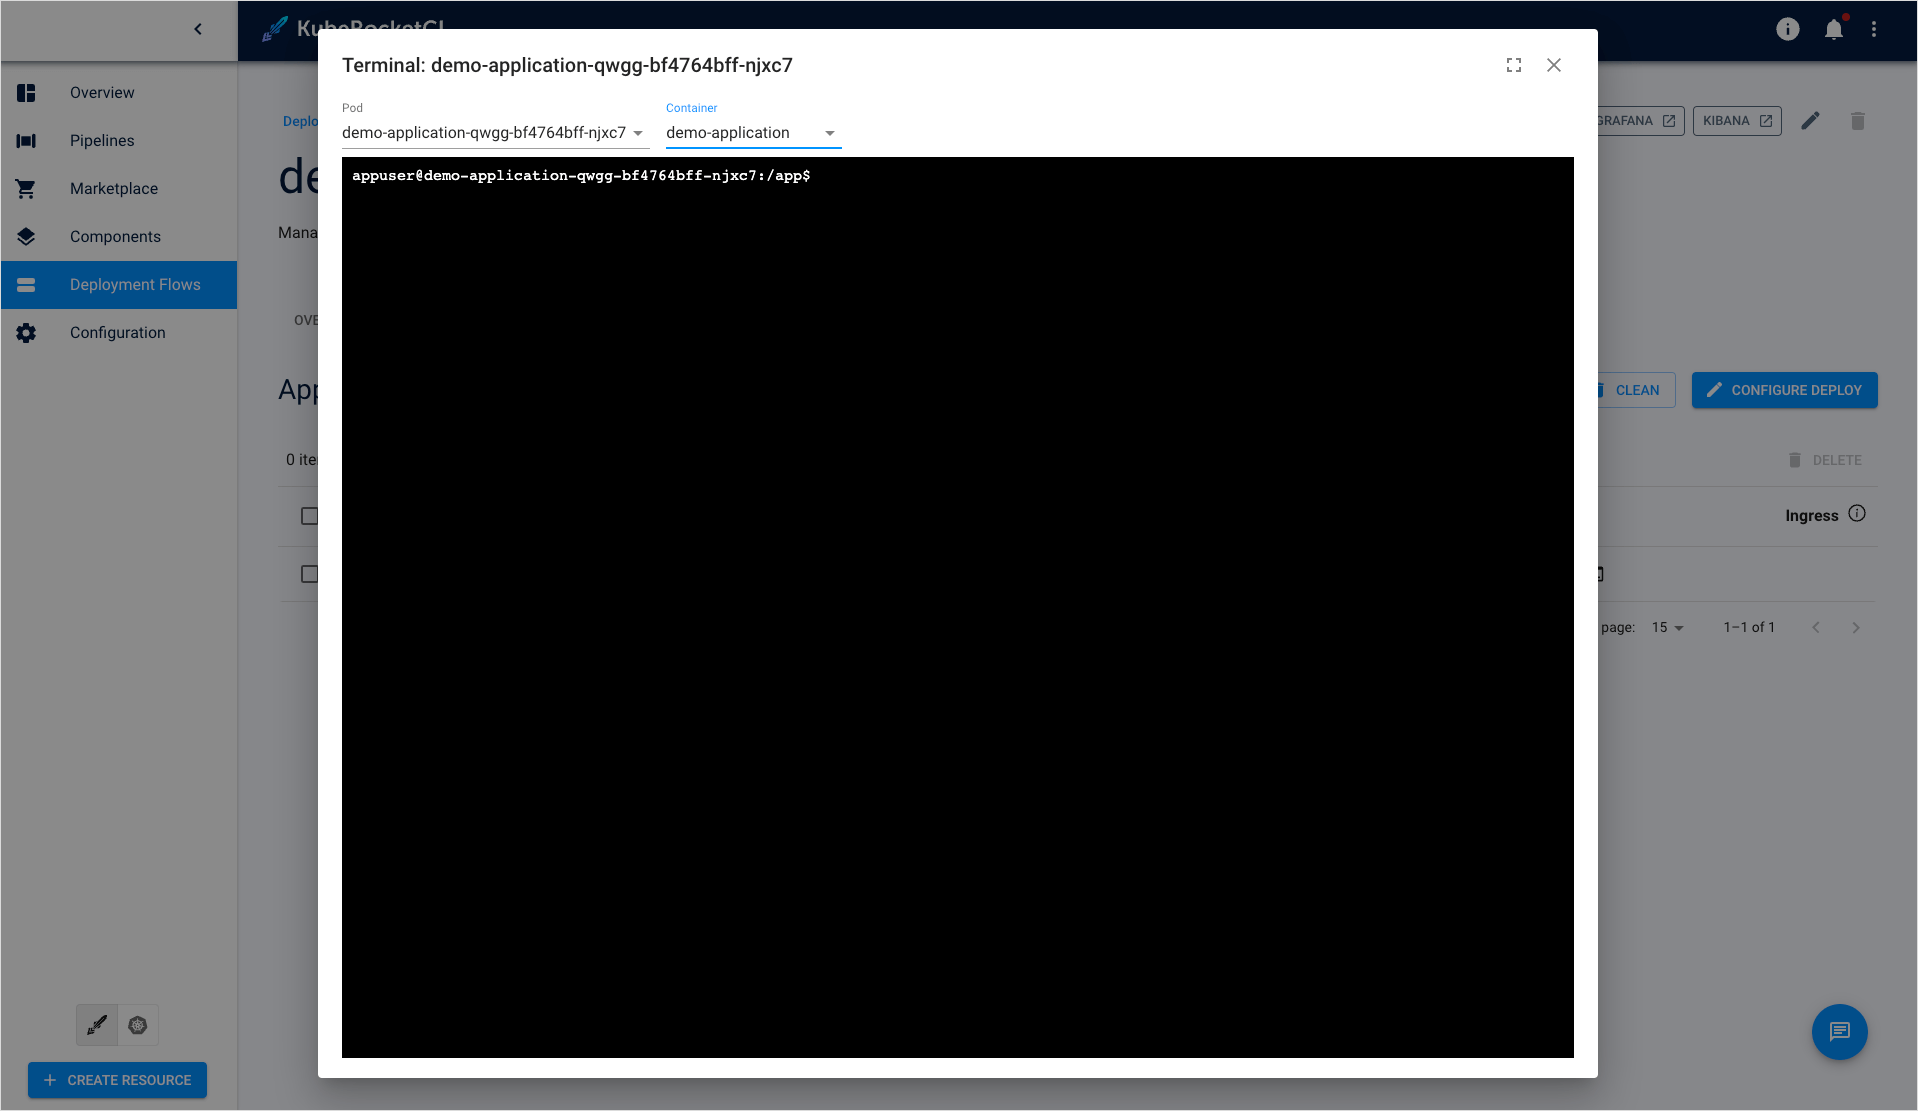 KubeRocketCI
Terminal: demo-application-qwgg-bf4764bff-njxc7
Pod
demo-application-qwgg-bf4764bff-njxc7
Container
demo-application
appuser@demo-application-qwgg-bf4764bff-njxc7:/app$
Overview
Pipelines
Marketplace
Components
Deployment Flows
Configuration
CREATE RESOURCE
Deplo
de
Mana
OVE
App
0 ite
GRAFANA
KIBANA
CLEAN
CONFIGURE DEPLOY
DELETE
Ingress
page: 15 1–1 of 1